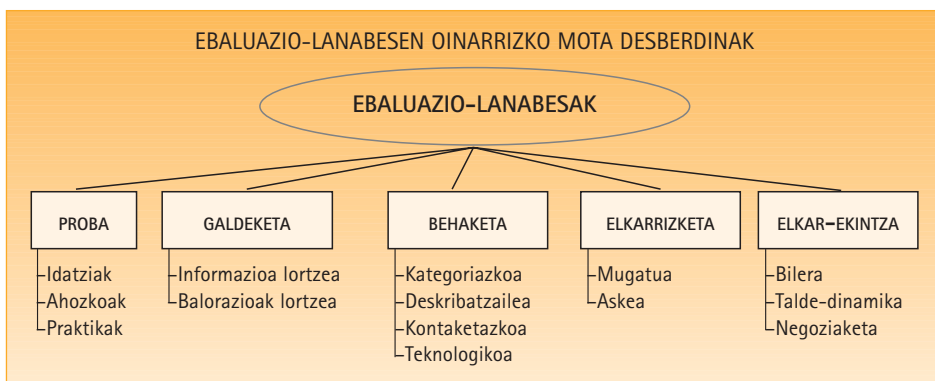 EBALUAZIO-LANABESEN OINARRIZKO MOTA DESBERDINAK
EBALUAZIO-LANABESAK
PROBA
-Idatziak
-Ahozkoak
-Praktikak
GALDEKETA
-Informazioa lortzea
-Balorazioak lortzea
BEHAKETA
-Kategoriazkoa
-Deskribatzailea
-Kontaketazkoa
-Teknologikoa
ELKARRIZKETA
-Mugatua
-Askea
ELKAR-EKINTZA
-Bilera
-Talde-dinamika
-Negoziaketa